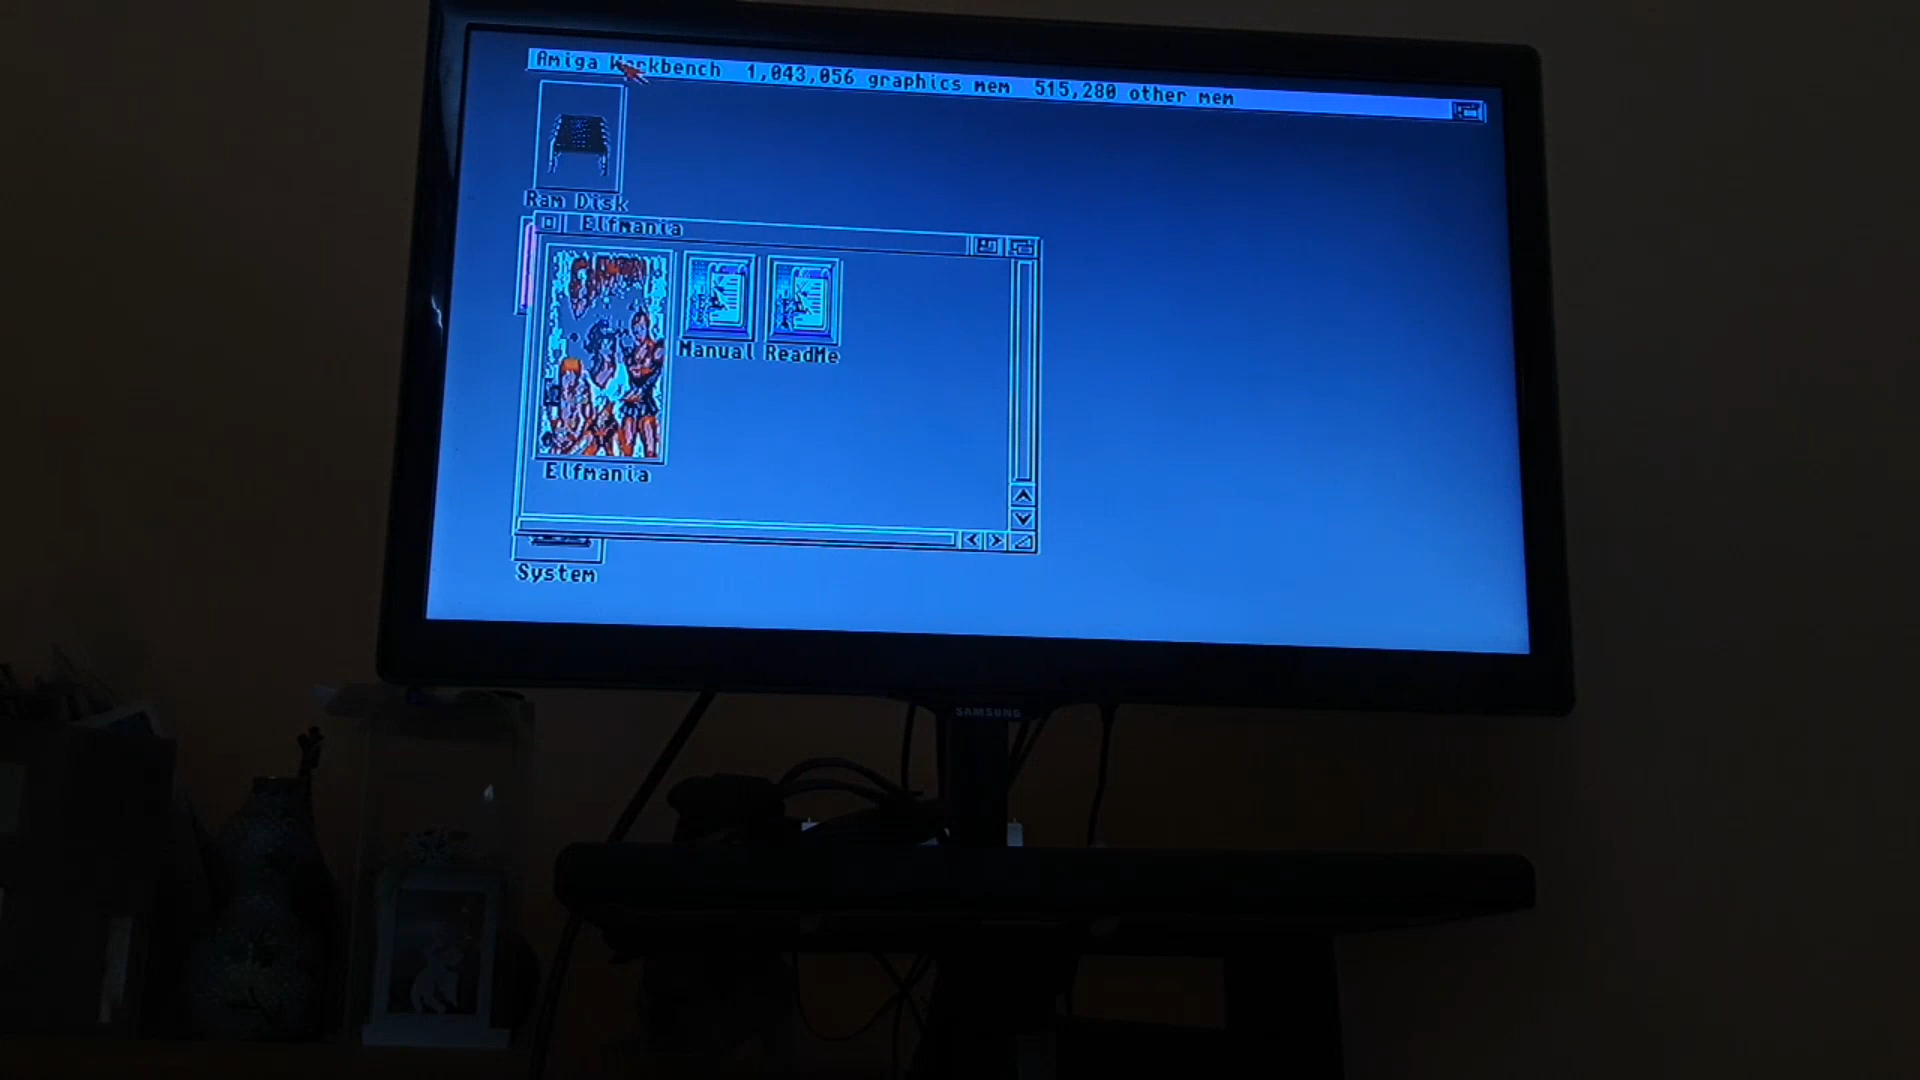 Amiga Workbench 1,043,056 graphics mem 515,280 other mem
Ram Disk
Elfmania
Manual ReadMe
Elfmania
System
SAMSUNG